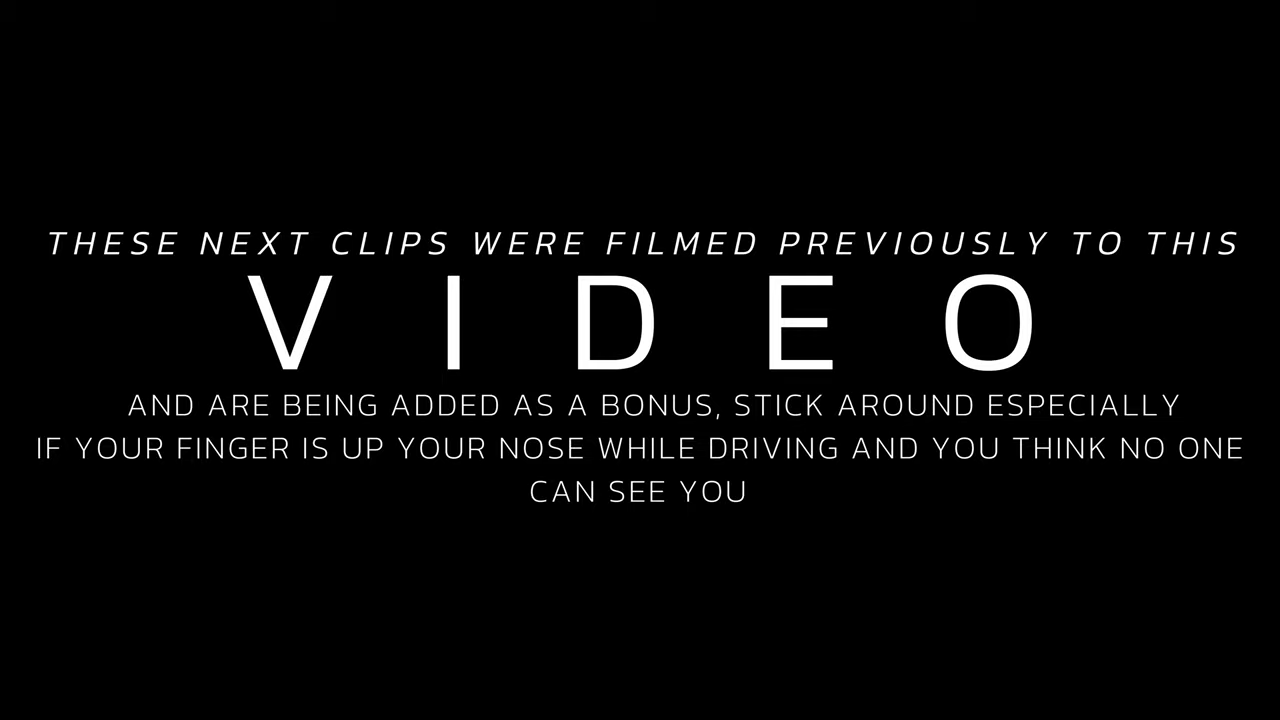 THESE NEXT CLIPS WERE FILMED PREVIOUSLY TO THIS
VIDEO
AND ARE BEING ADDED AS A BONUS, STICK AROUND ESPECIALLY
IF YOUR FINGER IS UP YOUR NOSE WHILE DRIVING AND YOU THINK NO ONE
CAN SEE YOU